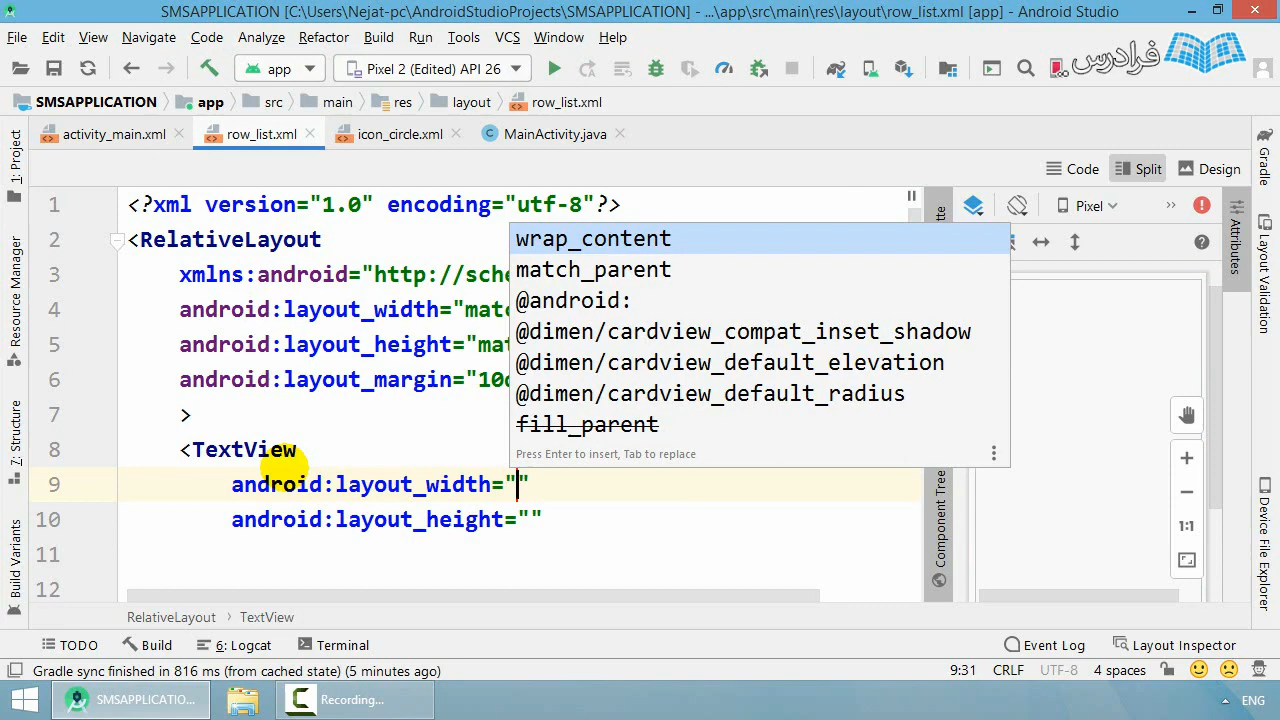 SMSAPPLICATION [C:\Users\Nejat-pc\AndroidStudioProjects\SMSAPPLICATION] - ...\app\src\main\res\layout\row_list.xml [app] - Android Studio
File Edit View Navigate Code Analyze Refactor Build Run Tools VCS Window Help
app Pixel 2 (Edited) API 26
فرادرس
SMSAPPLICATION app src main res layout row_list.xml
activity_main.xml row_list.xml icon_circle.xml MainActivity.java
Code Split Design
1: Project
Resource Manager
Z: Structure
Build Variants
1 <?xml version="1.0" encoding="utf-8"?>
2 <RelativeLayout
3 xmlns:android="http://sche
4 android:layout_width="matc
5 android:layout_height="mat
6 android:layout_margin="10d
7 >
8 <TextView
9 android:layout_width=""
10 android:layout_height=""
11
12
wrap_content
match_parent
@android:
@dimen/cardview_compat_inset_shadow
@dimen/cardview_default_elevation
@dimen/cardview_default_radius
fill_parent
Press Enter to insert, Tab to replace
Pixel
1:1
Component Tree
Attributes
Gradle
Layout Validation
Device File Explorer
RelativeLayout › TextView
TODO Build 6: Logcat Terminal Event Log Layout Inspector
Gradle sync finished in 816 ms (from cached state) (5 minutes ago) 9:31 CRLF UTF-8 4 spaces
SMSAPPLICATIO... Recording... ENG